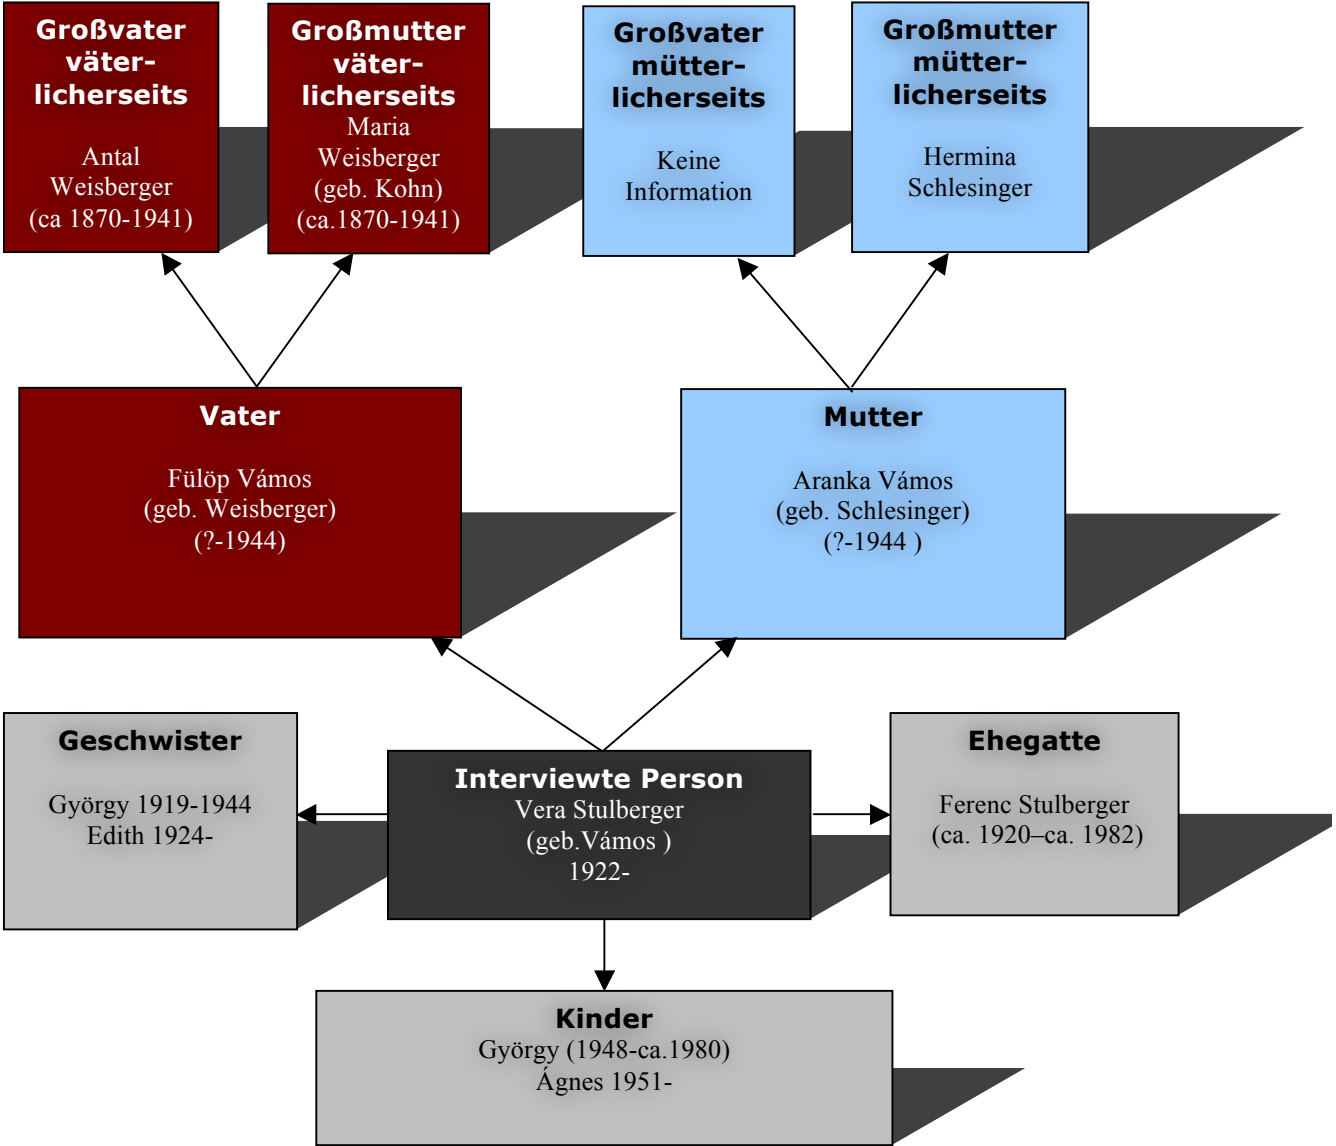 Großvater
väter-
licherseits
Antal
Weisberger
(ca 1870-1941)
Großmutter
väter-
licherseits
Maria
Weisberger
(geb. Kohn)
(ca.1870-1941)
Großvater
mütter-
licherseits
Keine
Information
Großmutter
mütter-
licherseits
Hermina
Schlesinger
Vater
Fülöp Vámos
(geb. Weisberger)
(?-1944)
Mutter
Aranka Vámos
(geb. Schlesinger)
(?-1944 )
Geschwister
György 1919-1944
Edith 1924-
Interviewte Person
Vera Stulberger
(geb.Vámos )
1922-
Ehegatte
Ferenc Stulberger
(ca. 1920–ca. 1982)
Kinder
György (1948-ca.1980)
Ágnes 1951-